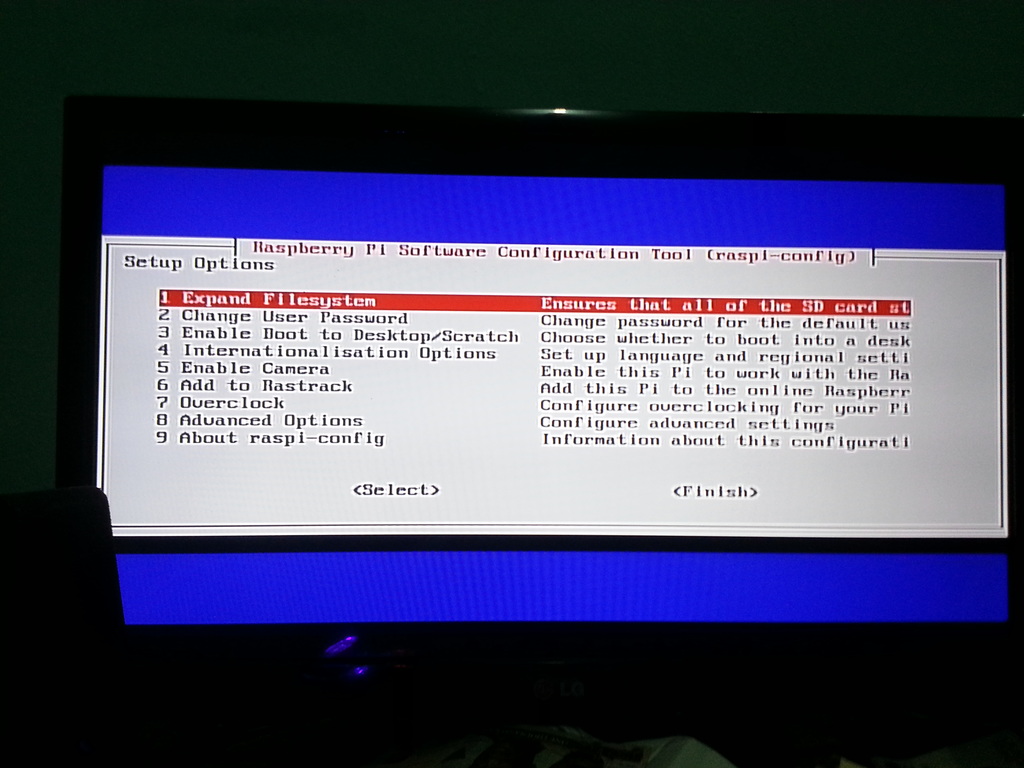 Raspberry Pi Software Configuration Tool (raspi-config)
Setup Options
1 Expand Filesystem Ensures that all of the SD card st
2 Change User Password Change password for the default us
3 Enable Boot to Desktop/Scratch Choose whether to boot into a desk
4 Internationalisation Options Set up language and regional setti
5 Enable Camera Enable this Pi to work with the Ra
6 Add to Rastrack Add this Pi to the online Raspberr
7 Overclock Configure overclocking for your Pi
8 Advanced Options Configure advanced settings
9 About raspi-config Information about this configurati
<Select> <Finish>
LG